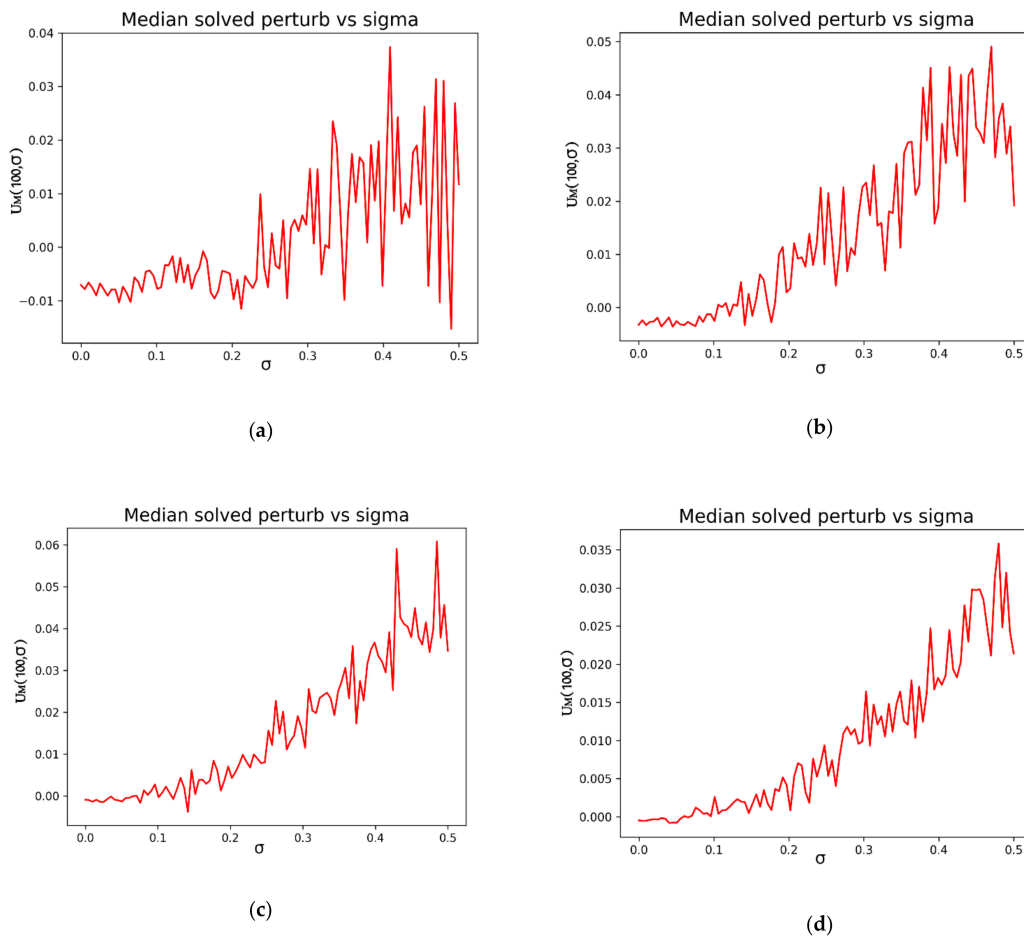 Median solved perturb vs sigma
0.04
0.03
0.02
0.01
0.00
−0.01
U_M(100,σ)
0.0 0.1 0.2 0.3 0.4 0.5
σ
(a)
Median solved perturb vs sigma
0.05
0.04
0.03
0.02
0.01
0.00
U_M(100,σ)
0.0 0.1 0.2 0.3 0.4 0.5
σ
(b)
Median solved perturb vs sigma
0.06
0.05
0.04
0.03
0.02
0.01
0.00
U_M(100,σ)
0.0 0.1 0.2 0.3 0.4 0.5
σ
(c)
Median solved perturb vs sigma
0.035
0.030
0.025
0.020
0.015
0.010
0.005
0.000
U_M(100,σ)
0.0 0.1 0.2 0.3 0.4 0.5
σ
(d)